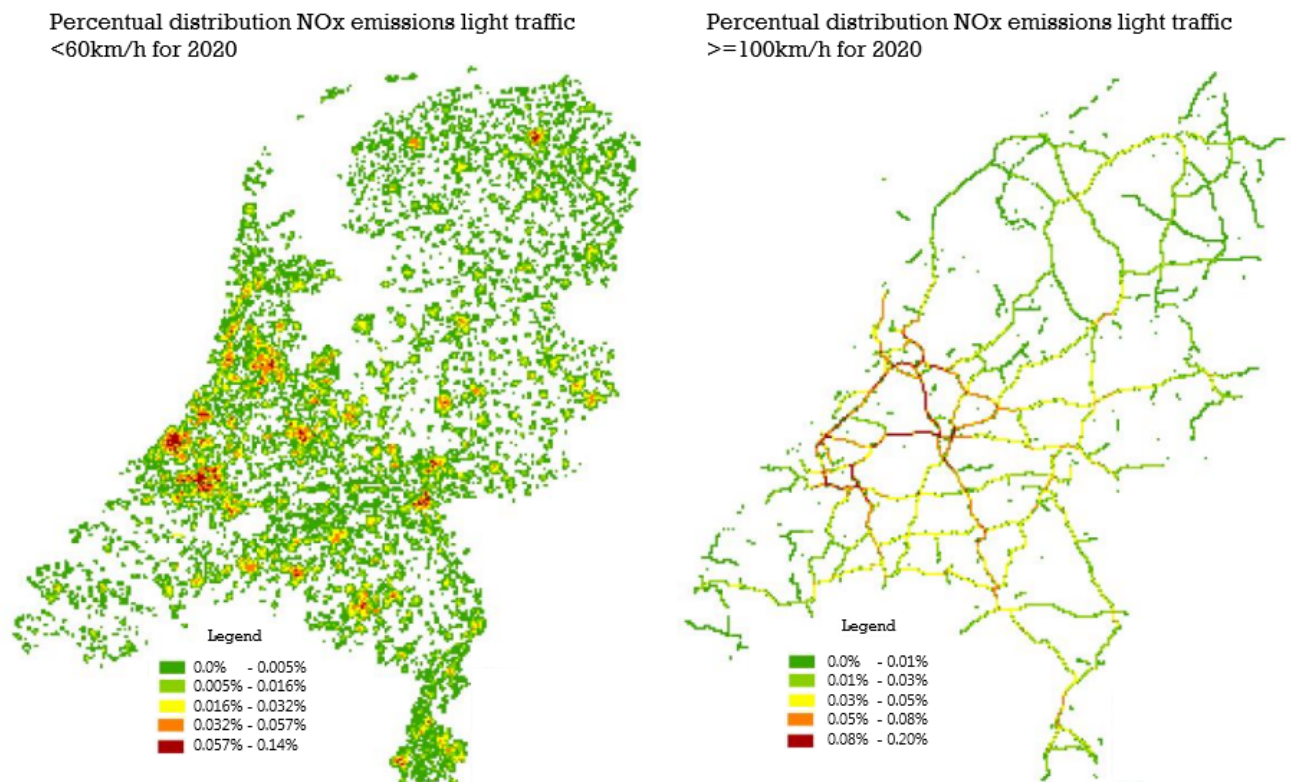 Percentual distribution NOx emissions light traffic
<60km/h for 2020
Percentual distribution NOx emissions light traffic
>=100km/h for 2020
Legend
0.0% - 0.005%
0.005% - 0.016%
0.016% - 0.032%
0.032% - 0.057%
0.057% - 0.14%
Legend
0.0% - 0.01%
0.01% - 0.03%
0.03% - 0.05%
0.05% - 0.08%
0.08% - 0.20%